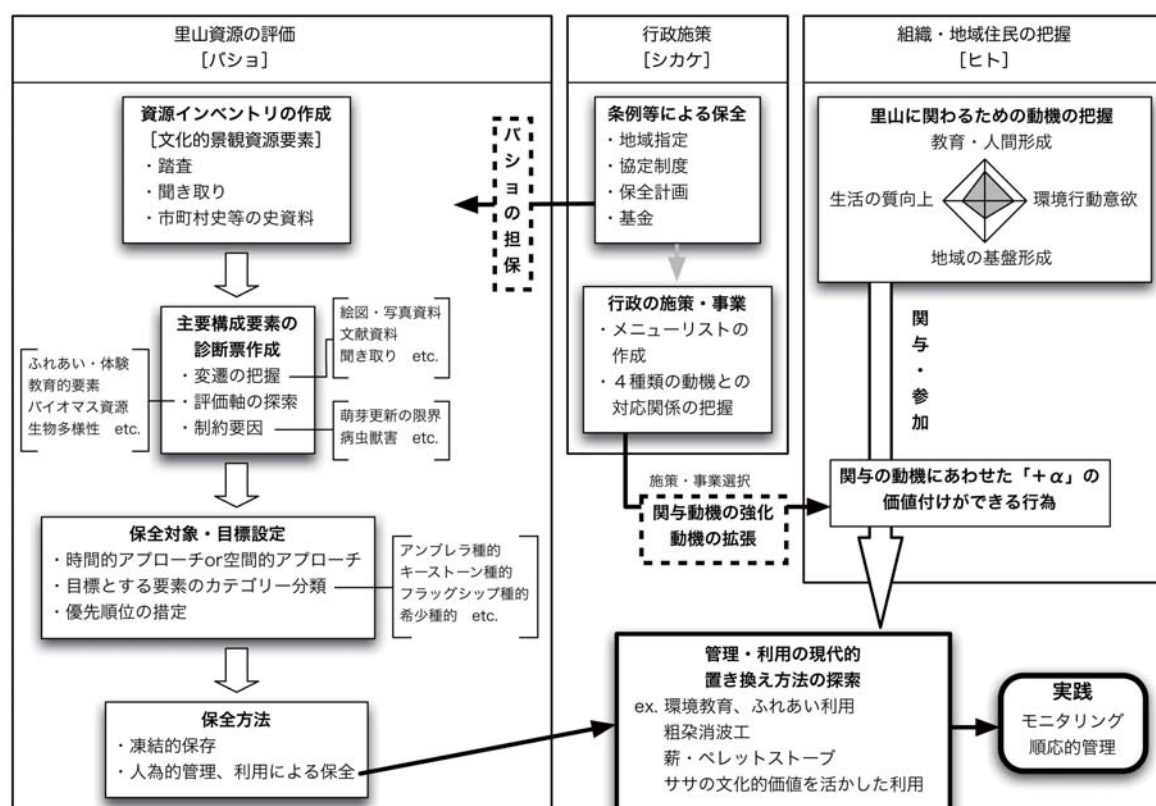 里山資源の評価
［バショ］
資源インベントリの作成
［文化的景観資源要素］
・踏査
・聞き取り
・市町村史等の史資料
主要構成要素の
診断票作成
・変遷の把握
・評価軸の探索
・制約要因
絵図・写真資料
文献資料
聞き取り　etc.
ふれあい・体験
教育的要素
バイオマス資源
生物多様性　etc.
萌芽更新の限界
病虫獣害　etc.
保全対象・目標設定
・時間的アプローチor空間的アプローチ
・目標とする要素のカテゴリー分類
・優先順位の措定
アンブレラ種的
キーストーン種的
フラッグシップ種的
希少種的　etc.
保全方法
・凍結的保存
・人為的管理、利用による保全
バショの担保
行政施策
［シカケ］
条例等による保全
・地域指定
・協定制度
・保全計画
・基金
行政の施策・事業
・メニューリストの
作成
・４種類の動機との
対応関係の把握
施策・事業選択
関与動機の強化
動機の拡張
組織・地域住民の把握
［ヒト］
里山に関わるための動機の把握
教育・人間形成
生活の質向上
環境行動意欲
地域の基盤形成
関与・参加
関与の動機にあわせた「＋α」の
価値付けができる行為
管理・利用の現代的
置き換え方法の探索
ex. 環境教育、ふれあい利用
粗朶消波工
薪・ペレットストーブ
ササの文化的価値を活かした利用
実践
モニタリング
順応的管理